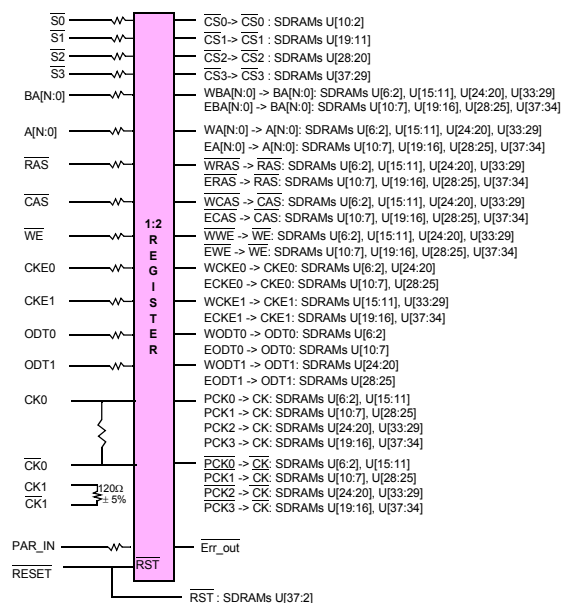 S0
CS0-> CS0 : SDRAMs U[10:2]
S1
CS1-> CS1 : SDRAMs U[19:11]
S2
CS2-> CS2 : SDRAMs U[28:20]
S3
CS3-> CS3 : SDRAMs U[37:29]
BA[N:0]
WBA[N:0] -> BA[N:0]: SDRAMs U[6:2], U[15:11], U[24:20], U[33:29]
EBA[N:0] -> BA[N:0]: SDRAMs U[10:7], U[19:16], U[28:25], U[37:34]
A[N:0]
WA[N:0] -> A[N:0]: SDRAMs U[6:2], U[15:11], U[24:20], U[33:29]
EA[N:0] -> A[N:0]: SDRAMs U[10:7], U[19:16], U[28:25], U[37:34]
RAS
WRAS -> RAS: SDRAMs U[6:2], U[15:11], U[24:20], U[33:29]
ERAS -> RAS: SDRAMs U[10:7], U[19:16], U[28:25], U[37:34]
CAS
WCAS -> CAS: SDRAMs U[6:2], U[15:11], U[24:20], U[33:29]
ECAS -> CAS: SDRAMs U[10:7], U[19:16], U[28:25], U[37:34]
WE
WWE -> WE: SDRAMs U[6:2], U[15:11], U[24:20], U[33:29]
EWE -> WE: SDRAMs U[10:7], U[19:16], U[28:25], U[37:34]
CKE0
WCKE0 -> CKE0: SDRAMs U[6:2], U[24:20]
ECKE0 -> CKE0: SDRAMs U[10:7], U[28:25]
CKE1
WCKE1 -> CKE1: SDRAMs U[15:11], U[33:29]
ECKE1 -> CKE1: SDRAMs U[19:16], U[37:34]
ODT0
WODT0 -> ODT0: SDRAMs U[6:2]
EODT0 -> ODT0: SDRAMs U[10:7]
ODT1
WODT1 -> ODT1: SDRAMs U[24:20]
EODT1 -> ODT1: SDRAMs U[28:25]
1:2
R
E
G
I
S
T
E
R
CK0
PCK0 -> CK: SDRAMs U[6:2], U[15:11]
PCK1 -> CK: SDRAMs U[10:7], U[28:25]
PCK2 -> CK: SDRAMs U[24:20], U[33:29]
PCK3 -> CK: SDRAMs U[19:16], U[37:34]
CK0
PCK0 -> CK: SDRAMs U[6:2], U[15:11]
PCK1 -> CK: SDRAMs U[10:7], U[28:25]
PCK2 -> CK: SDRAMs U[24:20], U[33:29]
PCK3 -> CK: SDRAMs U[19:16], U[37:34]
CK1
CK1
120Ω
± 5%
PAR_IN
Err_out
RESET
RST
RST : SDRAMs U[37:2]